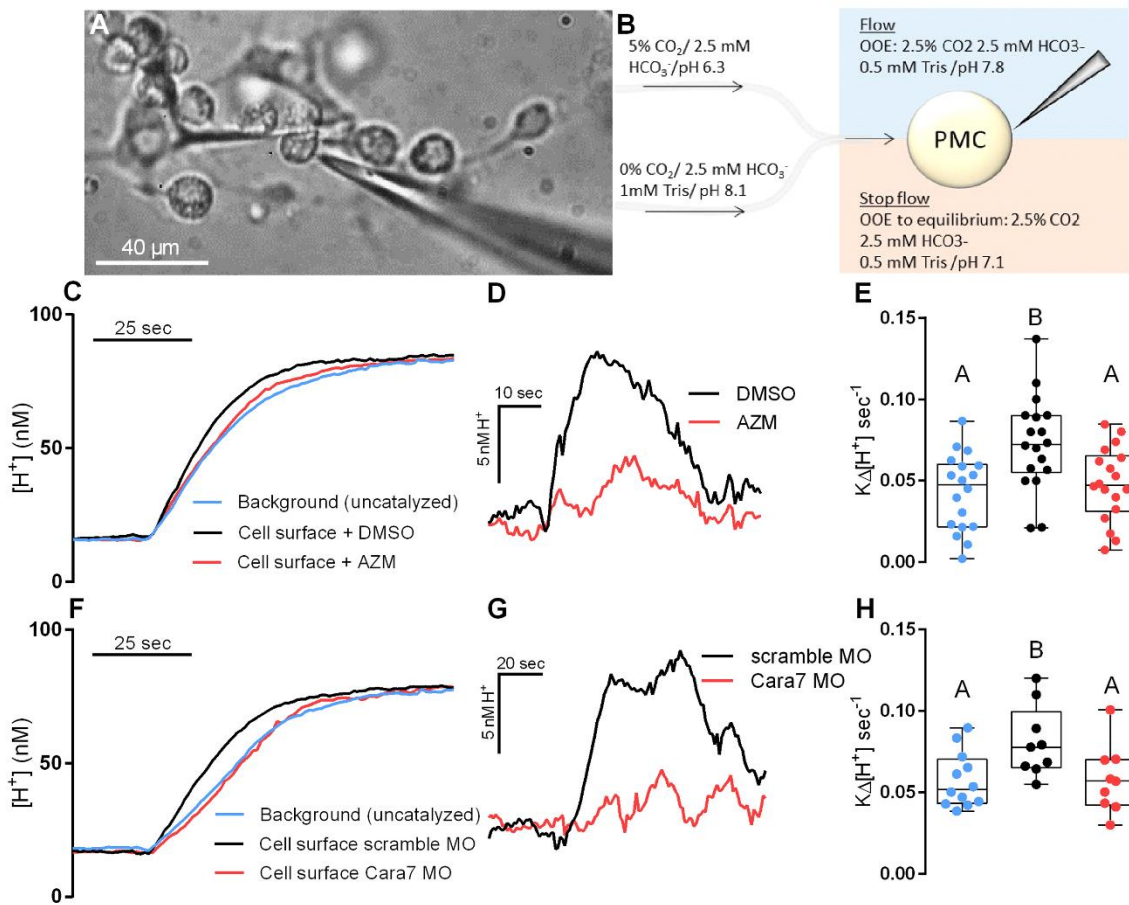 A
40 µm
B
5% CO₂/ 2.5 mM
HCO₃⁻/pH 6.3
0% CO₂/ 2.5 mM HCO₃⁻
1mM Tris/ pH 8.1
Flow
OOE: 2.5% CO2 2.5 mM HCO3-
0.5 mM Tris /pH 7.8
PMC
Stop flow
OOE to equilibrium: 2.5% CO2
2.5 mM HCO3-
0.5 mM Tris /pH 7.1
C
100
50
0
[H⁺] (nM)
25 sec
Background (uncatalyzed)
Cell surface + DMSO
Cell surface + AZM
D
10 sec
5 nM H⁺
DMSO
AZM
E
0.15
0.10
0.05
0.00
KΔ[H⁺] sec⁻¹
A
B
A
F
100
50
0
[H⁺] (nM)
25 sec
Background (uncatalyzed)
Cell surface scramble MO
Cell surface Cara7 MO
G
20 sec
5 nM H⁺
scramble MO
Cara7 MO
H
0.15
0.10
0.05
0.00
KΔ[H⁺] sec⁻¹
A
B
A